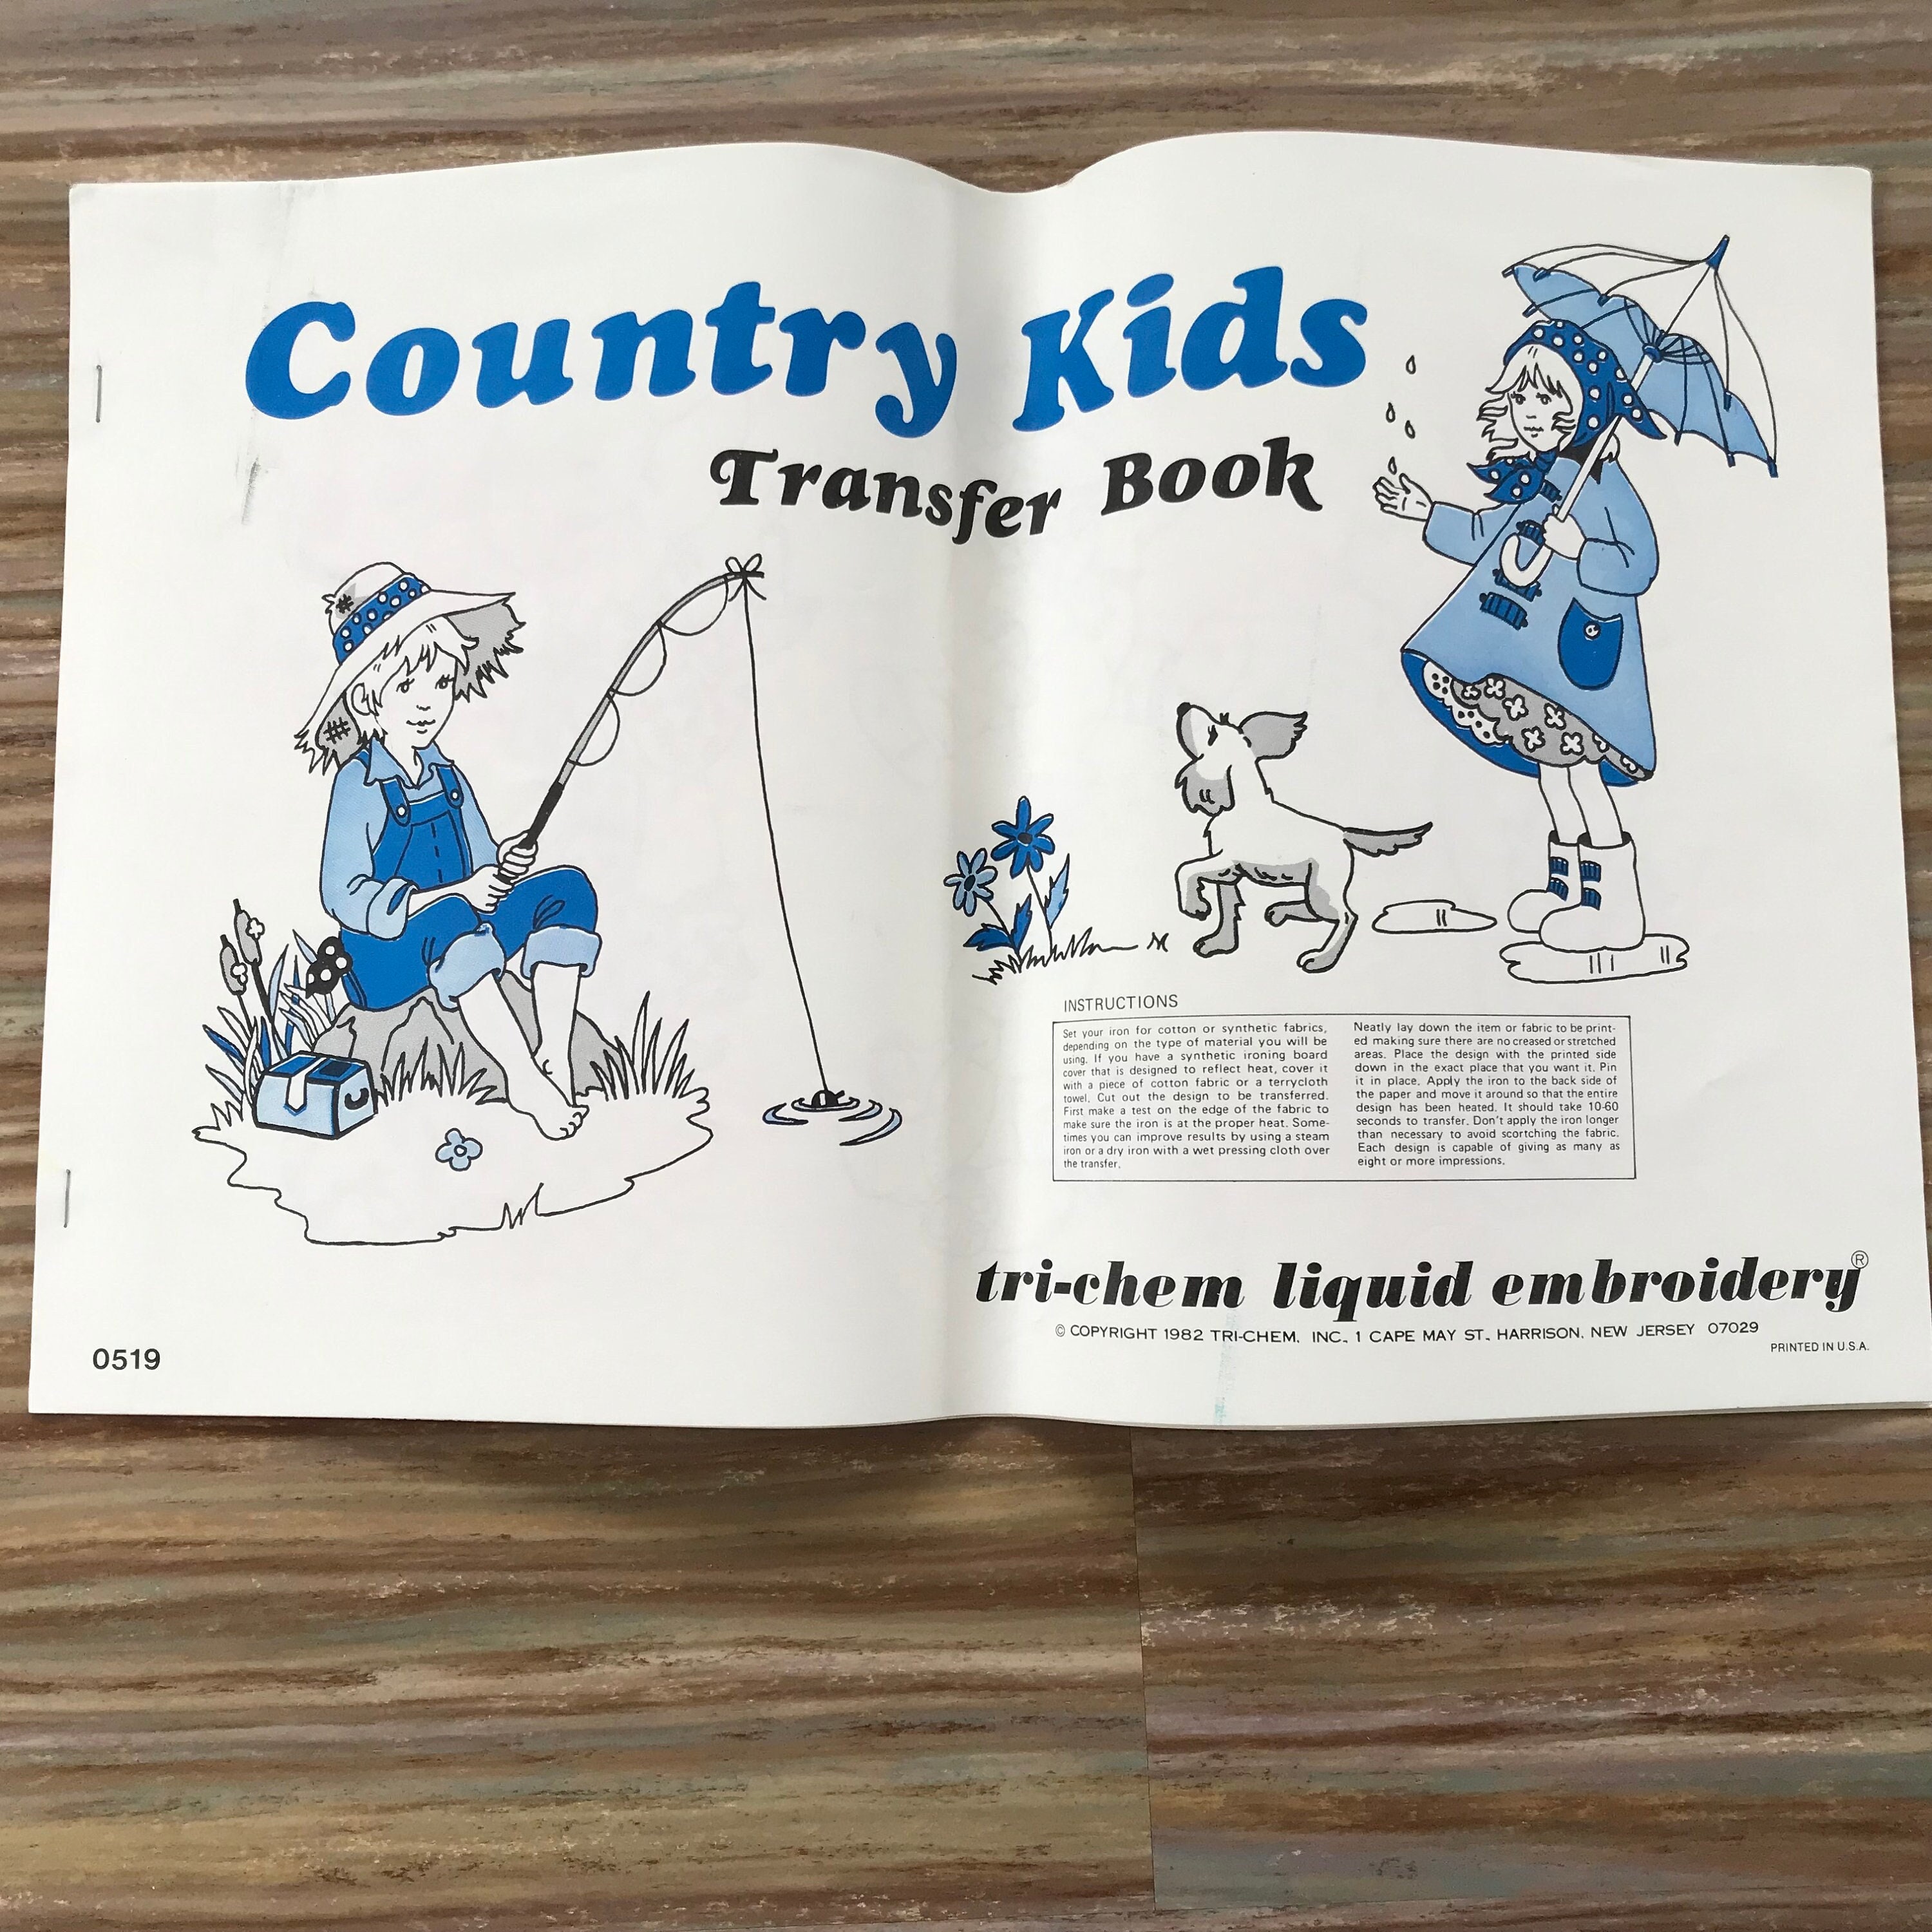 Country Kids
Transfer Book
INSTRUCTIONS
Set your iron for cotton or synthetic fabrics,
depending on the type of material you will be
using. If you have a synthetic ironing board
cover that is designed to reflect heat, cover it
with a piece of cotton fabric or a terrycloth
towel. Cut out the design to be transferred.
First make a test on the edge of the fabric to
make sure the iron is at the proper heat. Some-
times you can improve results by using a steam
iron or a dry iron with a wet pressing cloth over
the transfer.
Neatly lay down the item or fabric to be print-
ed making sure there are no creased or stretched
areas. Place the design with the printed side
down in the exact place that you want it. Pin
it in place. Apply the iron to the back side of
the paper and move it around so that the entire
design has been heated. It should take 10-60
seconds to transfer. Don't apply the iron longer
than necessary to avoid scortching the fabric.
Each design is capable of giving as many as
eight or more impressions.
tri-chem liquid embroidery®
© COPYRIGHT 1982 TRI-CHEM, INC., 1 CAPE MAY ST., HARRISON, NEW JERSEY 07029
PRINTED IN U.S.A.
0519